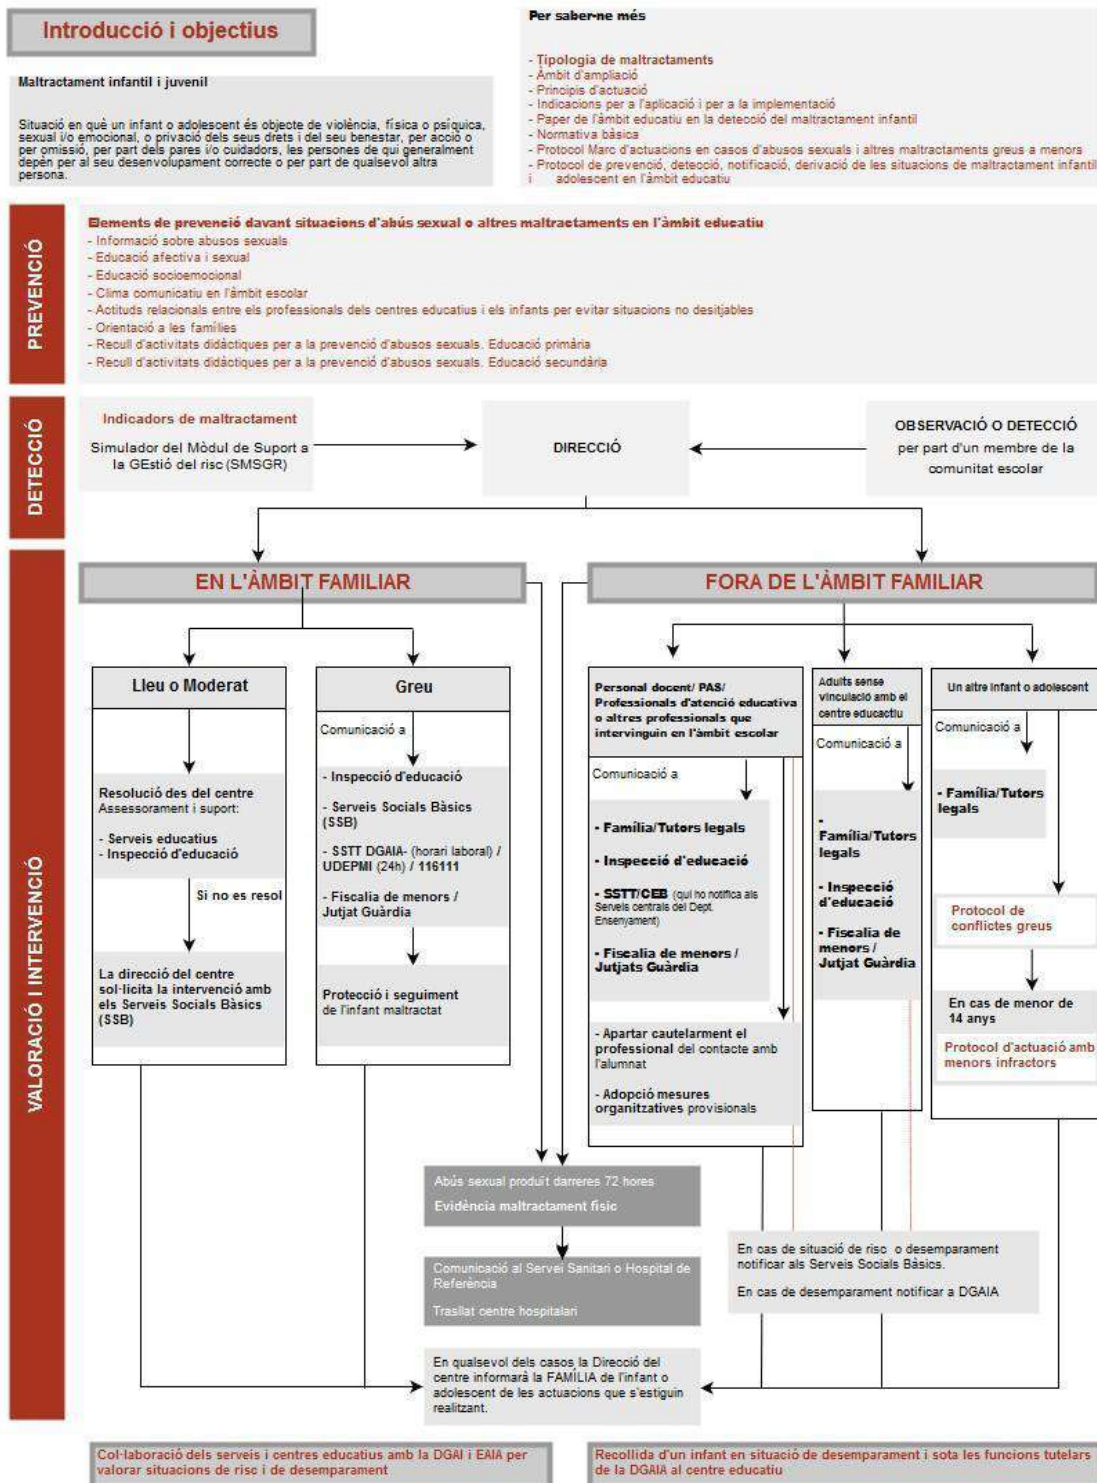 Introducció i objectius
Maltractament infantil i juvenil
Situació en què un infant o adolescent és objecte de violència, física o psíquica,
sexual i/o emocional, o privació dels seus drets i del seu benestar, per acció o
per omissió, per part dels pares i/o cuidadors, les persones de qui generalment
depèn per al seu desenvolupament correcte o per part de qualsevol altra
persona.
Per saber-ne més
- Tipologia de maltractaments
- Àmbit d'ampliació
- Principis d'actuació
- Indicacions per a l'aplicació i per a la implementació
- Paper de l'àmbit educatiu en la detecció del maltractament infantil
- Normativa bàsica
- Protocol Marc d'actuacions en casos d'abusos sexuals i altres maltractaments greus a menors
- Protocol de prevenció, detecció, notificació, derivació de les situacions de maltractament infantil
i adolescent en l'àmbit educatiu
PREVENCIÓ
Elements de prevenció davant situacions d'abús sexual o altres maltractaments en l'àmbit educatiu
- Informació sobre abusos sexuals
- Educació afectiva i sexual
- Educació socioemocional
- Clima comunicatiu en l'àmbit escolar
- Actituds relacionals entre els professionals dels centres educatius i els infants per evitar situacions no desitjables
- Orientació a les famílies
- Recull d'activitats didàctiques per a la prevenció d'abusos sexuals. Educació primària
- Recull d'activitats didàctiques per a la prevenció d'abusos sexuals. Educació secundària
DETECCIÓ
Indicadors de maltractament
Simulador del Mòdul de Suport a
la GEstió del risc (SMSGR)
DIRECCIÓ
OBSERVACIÓ O DETECCIÓ
per part d'un membre de la
comunitat escolar
VALORACIÓ I INTERVENCIÓ
EN L'ÀMBIT FAMILIAR
Lleu o Moderat
Resolució des del centre
Assessorament i suport:
- Serveis educatius
- Inspecció d'educació
Si no es resol
La direcció del centre
sol·licita la intervenció amb
els Serveis Socials Bàsics
(SSB)
Greu
Comunicació a
- Inspecció d'educació
- Serveis Socials Bàsics
(SSB)
- SSTT DGAIA- (horari laboral) /
UDEPMI (24h) / 116111
- Fiscalia de menors /
Jutjat Guàrdia
Protecció i seguiment
de l'infant maltractat
FORA DE L'ÀMBIT FAMILIAR
Personal docent/ PAS/
Professionals d'atenció educativa
o altres professionals que
intervinguin en l'àmbit escolar
Comunicació a
- Família/Tutors legals
- Inspecció d'educació
- SSTT/CEB (qui ho notifica als
Serveis centrals del Dept.
Ensenyament)
- Fiscalia de menors /
Jutjats Guàrdia
- Apartar cautelarment el
professional del contacte amb
l'alumnat
- Adopció mesures
organitzatives provisionals
Adults sense
vinculació amb el
centre educactiu
Comunicació a
-
Família/Tutors
legals
- Inspecció
d'educació
- Fiscalia de
menors /
Jutjat Guàrdia
Un altre infant o adolescent
Comunicació a
- Família/Tutors
legals
Protocol de
conflictes greus
En cas de menor de
14 anys
Protocol d'actuació amb
menors infractors
Abús sexual produït darreres 72 hores
Evidència maltractament físic
Comunicació al Servei Sanitari o Hospital de
Referència
Trasllat centre hospitalari
En cas de situació de risc o desemparament
notificar als Serveis Socials Bàsics.
En cas de desemparament notificar a DGAIA
En qualsevol dels casos la Direcció del
centre informarà la FAMÍLIA de l'infant o
adolescent de les actuacions que s'estiguin
realitzant.
Col·laboració dels serveis i centres educatius amb la DGAI i EAIA per
valorar situacions de risc i de desemparament
Recollida d'un infant en situació de desemparament i sota les funcions tutelars
de la DGAIA al centre educatiu